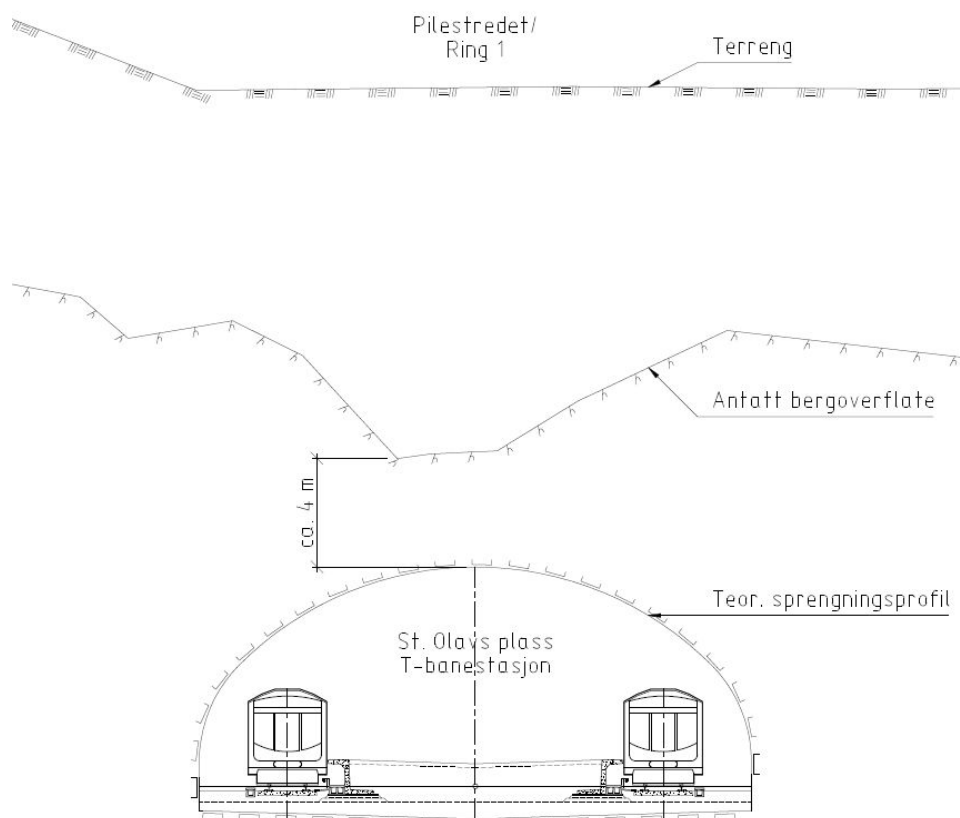 Pilestredet/
Ring 1
Terreng
Antatt bergoverflate
ca. 4 m
Teor. sprengningsprofil
St. Olavs plass
T-banestasjon